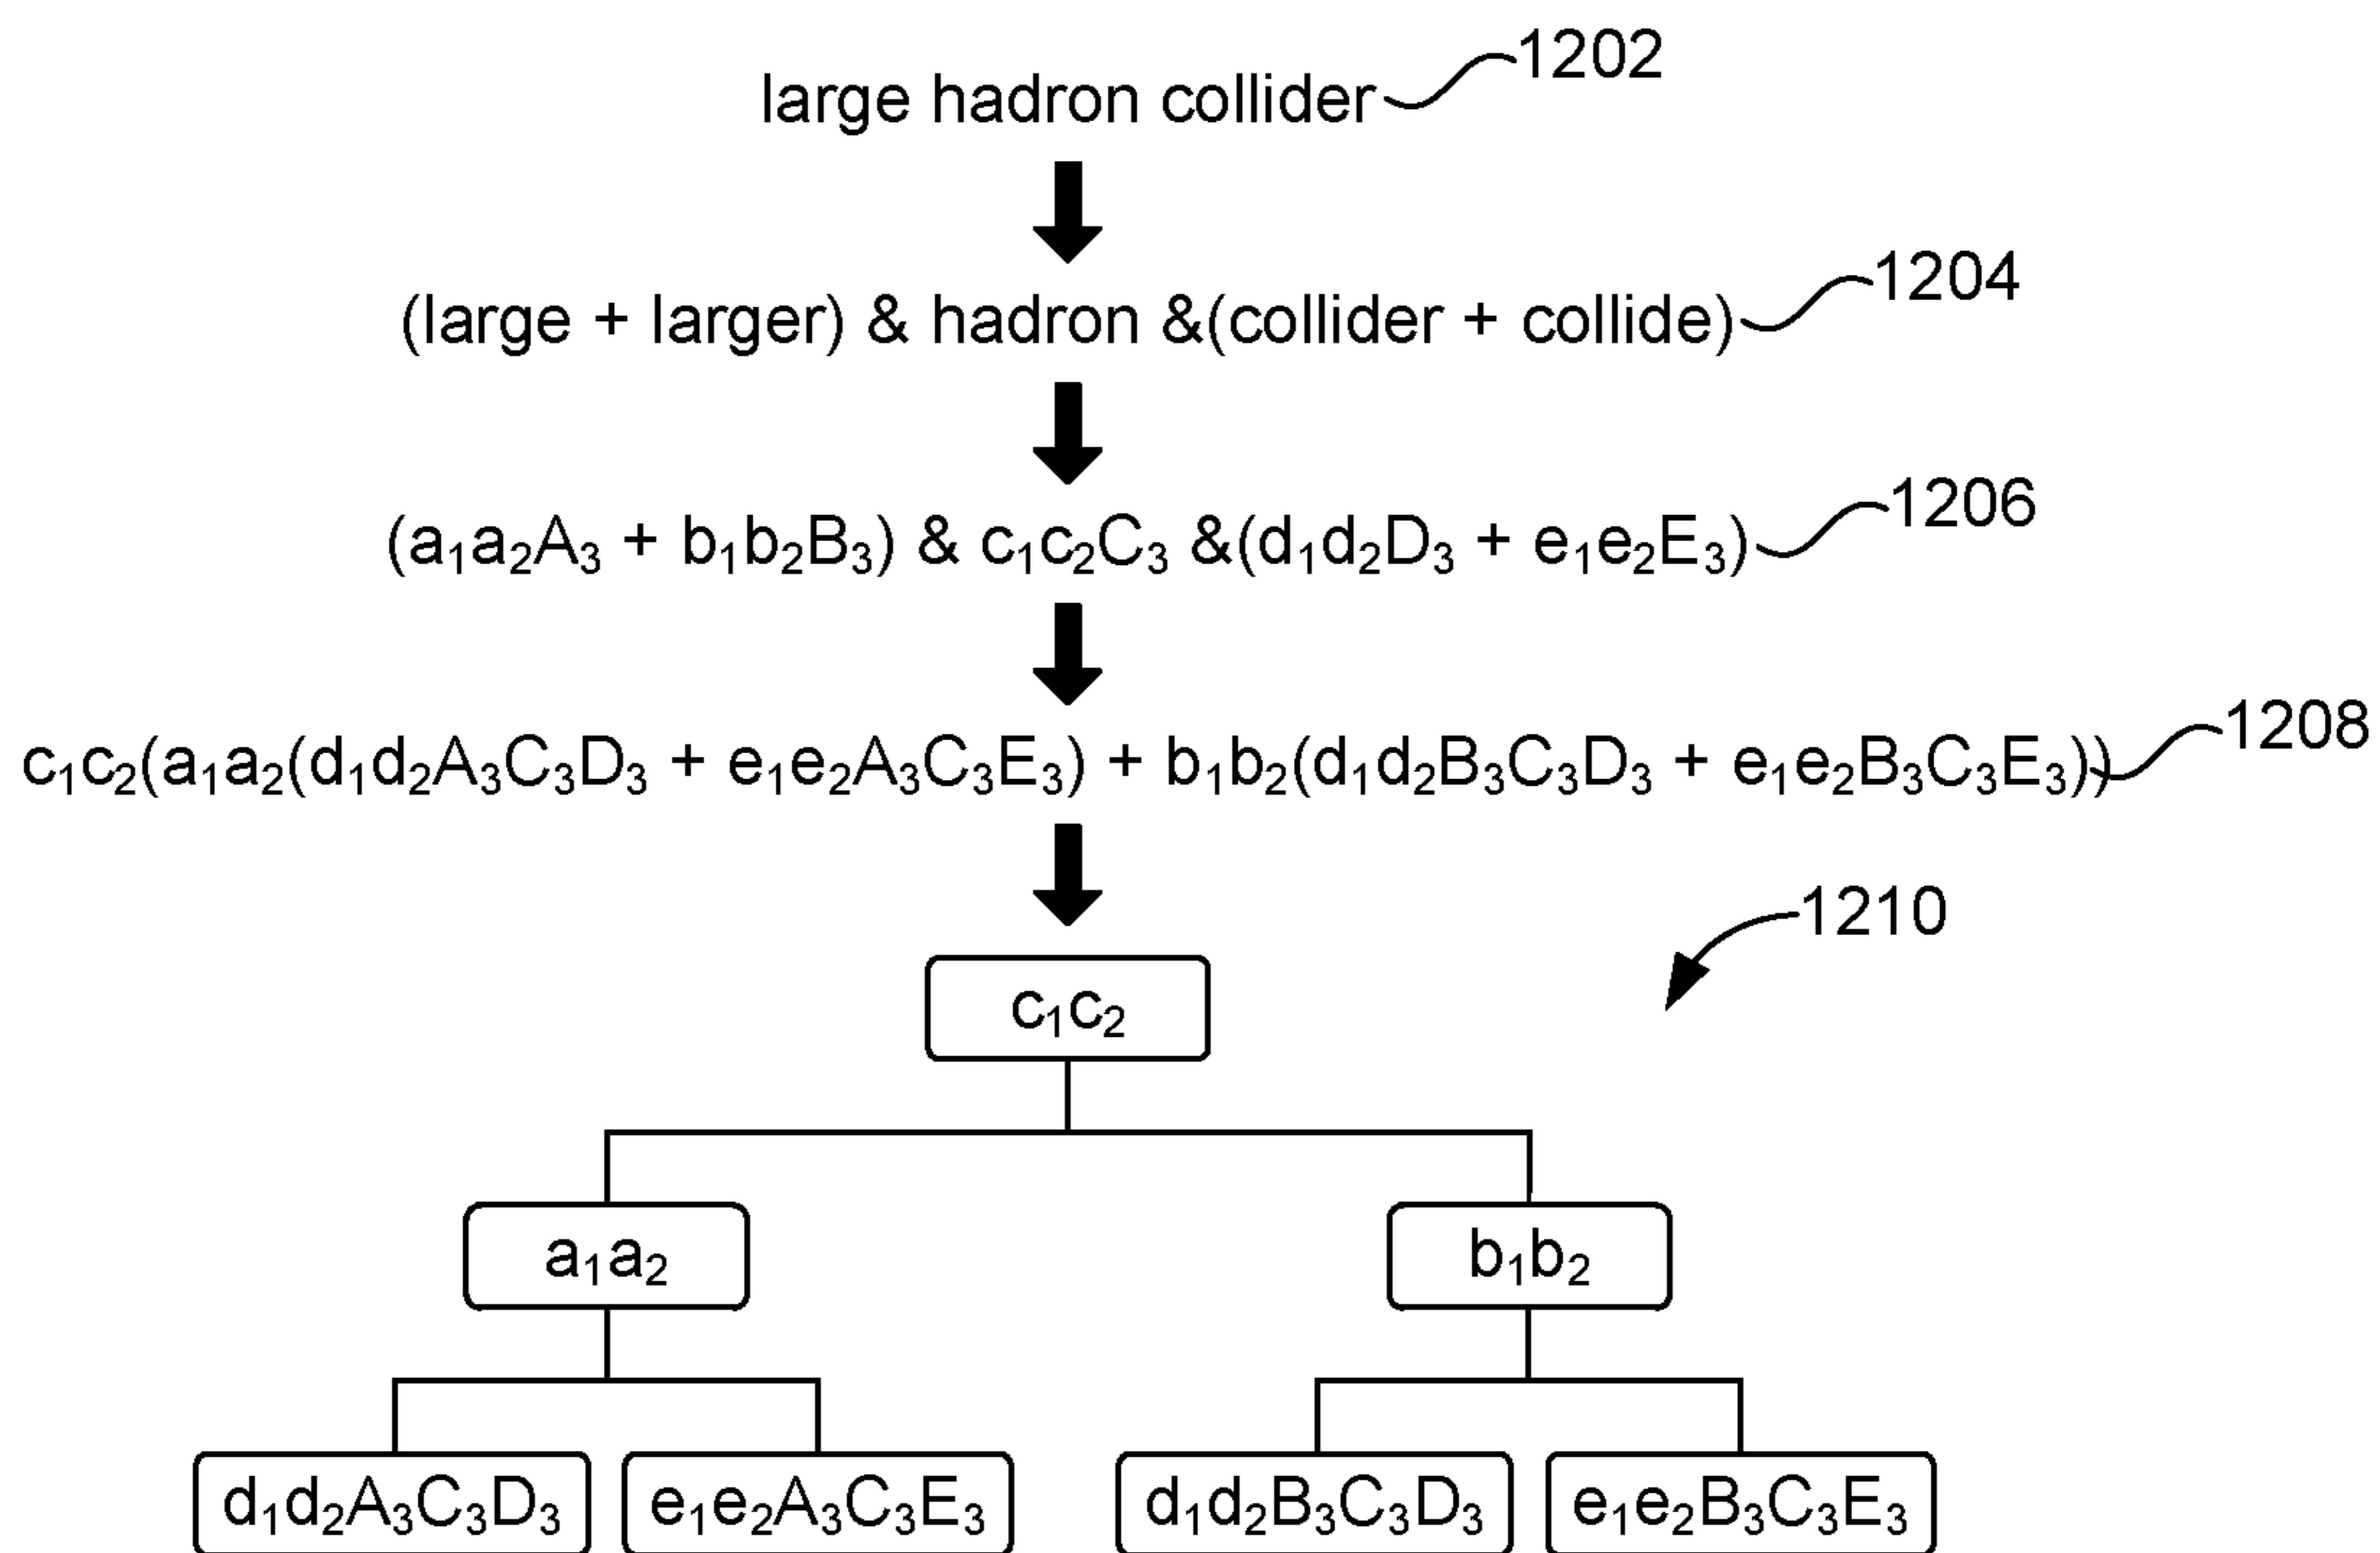 large hadron collider 1202
(large + larger) & hadron &(collider + collide) 1204
(a₁a₂A₃ + b₁b₂B₃) & c₁c₂C₃ &(d₁d₂D₃ + e₁e₂E₃) 1206
c₁c₂(a₁a₂(d₁d₂A₃C₃D₃ + e₁e₂A₃C₃E₃) + b₁b₂(d₁d₂B₃C₃D₃ + e₁e₂B₃C₃E₃)) 1208
1210
c₁c₂
a₁a₂ b₁b₂
d₁d₂A₃C₃D₃ e₁e₂A₃C₃E₃ d₁d₂B₃C₃D₃ e₁e₂B₃C₃E₃